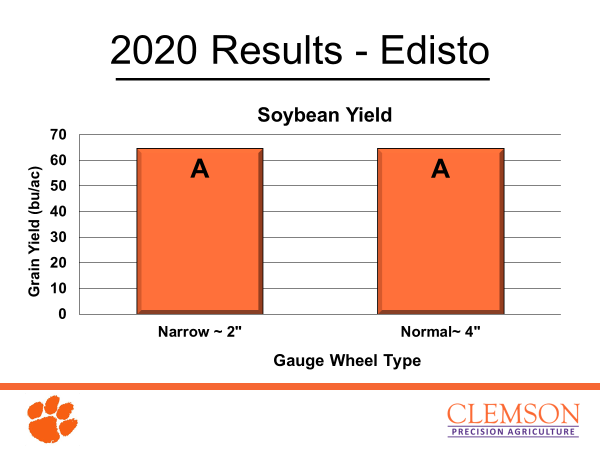 2020 Results - Edisto
Soybean Yield
Grain Yield (bu/ac)
70
60
50
40
30
20
10
0
A
A
Narrow ~ 2"
Normal~ 4"
Gauge Wheel Type
CLEMSON
PRECISION AGRICULTURE